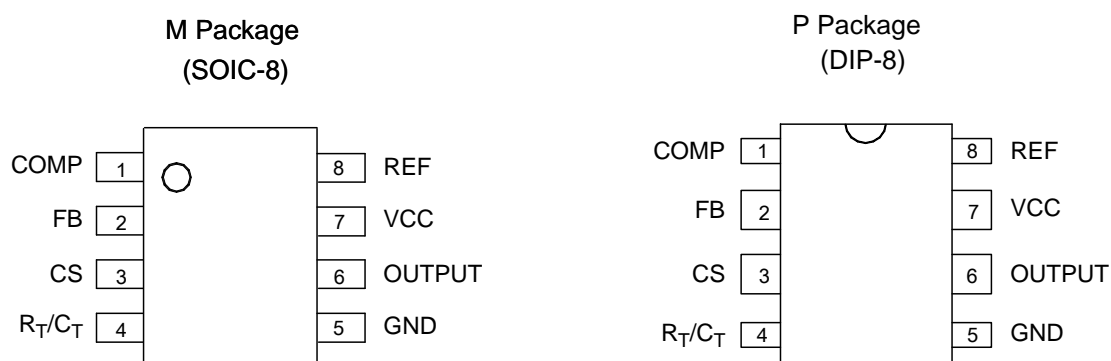 M Package
(SOIC-8)
COMP 1 8 REF
FB 2 7 VCC
CS 3 6 OUTPUT
RT/CT 4 5 GND
P Package
(DIP-8)
COMP 1 8 REF
FB 2 7 VCC
CS 3 6 OUTPUT
RT/CT 4 5 GND